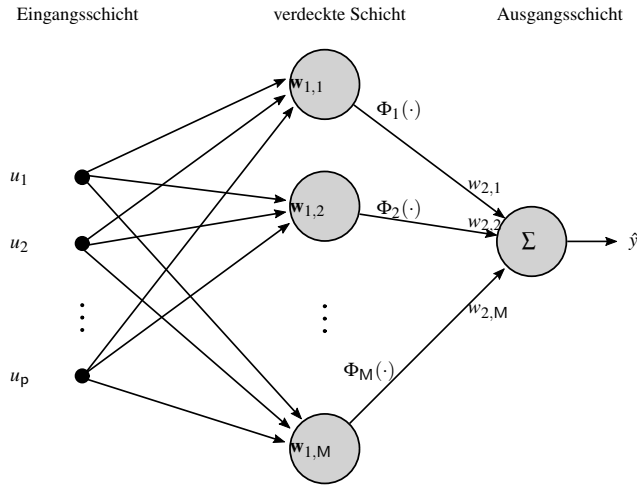 Eingangsschicht
verdeckte Schicht
Ausgangsschicht
w1,1
Φ1(·)
u1
w2,1
w1,2
Φ2(·)
w2,2
u2
Σ
ŷ
w2,M
up
ΦM(·)
w1,M